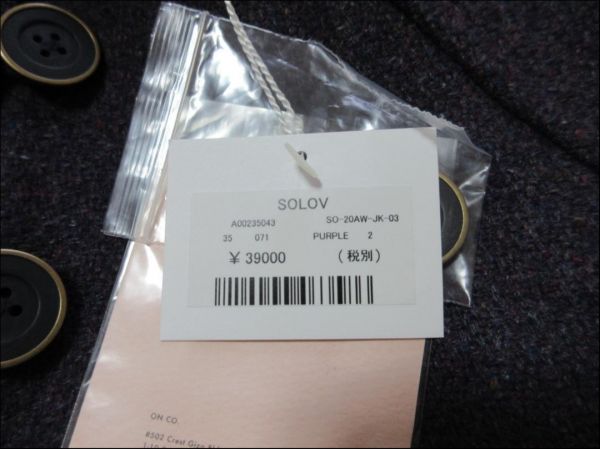 SOLOV
A00235043 SO-20AW-JK-03
35 071 PURPLE 2
¥ 39000 (税別)
ON CO.
#502 Crest